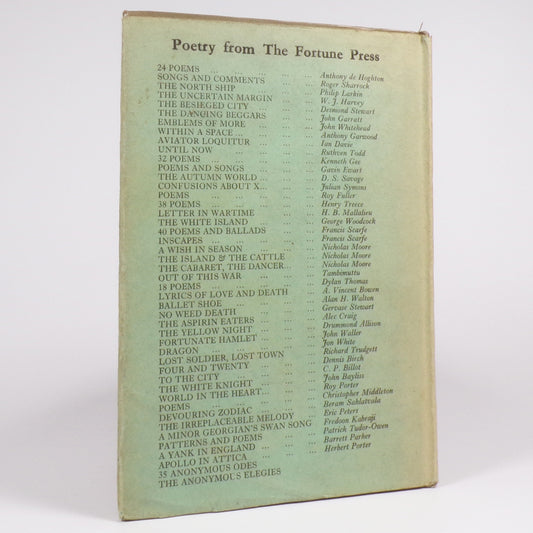 Poetry from The Fortune Press
24 POEMS ... ... ... ... ... Anthony de Hoghton
SONGS AND COMMENTS ... ... ... Roger Sharrock
THE NORTH SHIP ... ... ... ... Philip Larkin
THE UNCERTAIN MARGIN ... ... ... W. J. Harvey
THE BESIEGED CITY ... ... ... Desmond Stewart
THE DANCING BEGGARS ... ... ... John Garratt
EMBLEMS OF MORE ... ... ... John Whitehead
WITHIN A SPACE ... ... ... ... Anthony Garwood
AVIATOR LOQUITUR ... ... ... Ian Davie
UNTIL NOW ... ... ... ... Ruthven Todd
32 POEMS ... ... ... ... ... Kenneth Gee
POEMS AND SONGS ... ... ... Gavin Ewart
THE AUTUMN WORLD ... ... ... D. S. Savage
CONFUSIONS ABOUT X... ... ... Julian Symons
POEMS ... ... ... ... ... Roy Fuller
38 POEMS ... ... ... ... ... Henry Treece
LETTER IN WARTIME ... ... ... H. B. Mallalieu
THE WHITE ISLAND ... ... ... George Woodcock
40 POEMS AND BALLADS ... ... ... Francis Scarfe
INSCAPES ... ... ... ... ... Francis Scarfe
A WISH IN SEASON ... ... ... Nicholas Moore
THE ISLAND & THE CATTLE ... ... Nicholas Moore
THE CABARET, THE DANCER... ... ... Nicholas Moore
OUT OF THIS WAR ... ... ... Tambimuttu
18 POEMS ... ... ... ... ... Dylan Thomas
LYRICS OF LOVE AND DEATH ... ... A. Vincent Bowen
BALLET SHOE ... ... ... ... Alan H. Walton
NO WEED DEATH ... ... ... Gervase Stewart
THE ASPIRIN EATERS ... ... ... Alec Craig
THE YELLOW NIGHT ... ... ... Drummond Allison
FORTUNATE HAMLET ... ... ... John Waller
DRAGON ... ... ... ... ... Jon White
LOST SOLDIER, LOST TOWN ... ... Richard Trudgett
FOUR AND TWENTY ... ... ... Dennis Birch
TO THE CITY ... ... ... ... C. P. Billot
THE WHITE KNIGHT ... ... ... John Bayliss
WORLD IN THE HEART... ... ... Roy Porter
POEMS ... ... ... ... ... Christopher Middleton
DEVOURING ZODIAC ... ... ... Beram Sahlatvala
THE IRREPLACEABLE MELODY ... ... Eric Peters
A MINOR GEORGIAN'S SWAN SONG Fredoon Kabraji
PATTERNS AND POEMS ... ... ... Patrick Tudor-Owen
A YANK IN ENGLAND ... ... ... Barrett Parker
APOLLO IN ATTICA ... ... ... Herbert Porter
35 ANONYMOUS ODES
THE ANONYMOUS ELEGIES